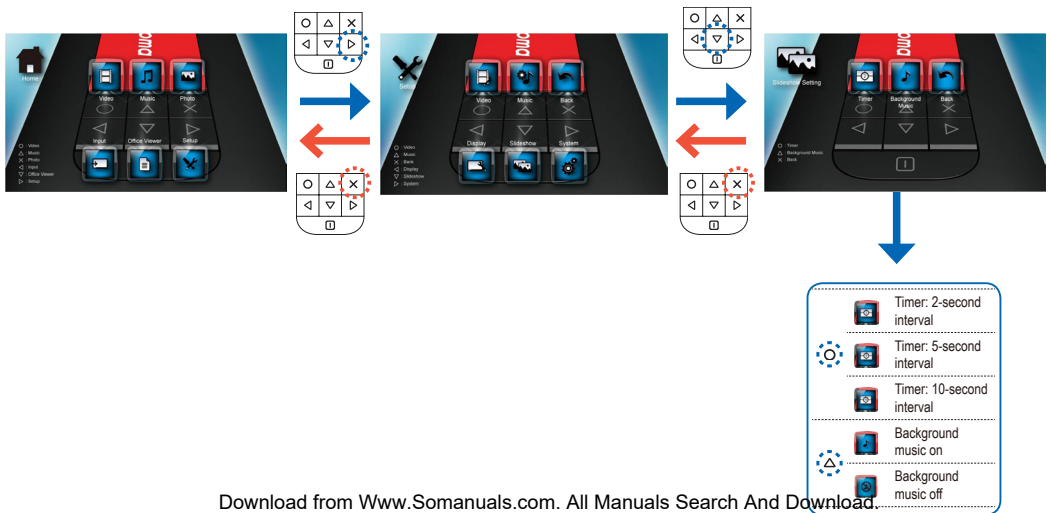 oma
Home
Video
Music
Photo
Input
Office Viewer
Setup
○ : Video
△ : Music
✕ : Photo
◁ : Input
▽ : Office Viewer
▷ : Setup
oma
Setup
Video
Music
Back
Display
Slideshow
System
○ : Video
△ : Music
✕ : Back
◁ : Display
▽ : Slideshow
▷ : System
oma
Slideshow Setting
Timer
Background
Music
Back
○ : Timer
△ : Background Music
✕ : Back
Timer: 2-second
interval
Timer: 5-second
interval
Timer: 10-second
interval
Background
music on
Background
music off
Download from Www.Somanuals.com. All Manuals Search And Download.